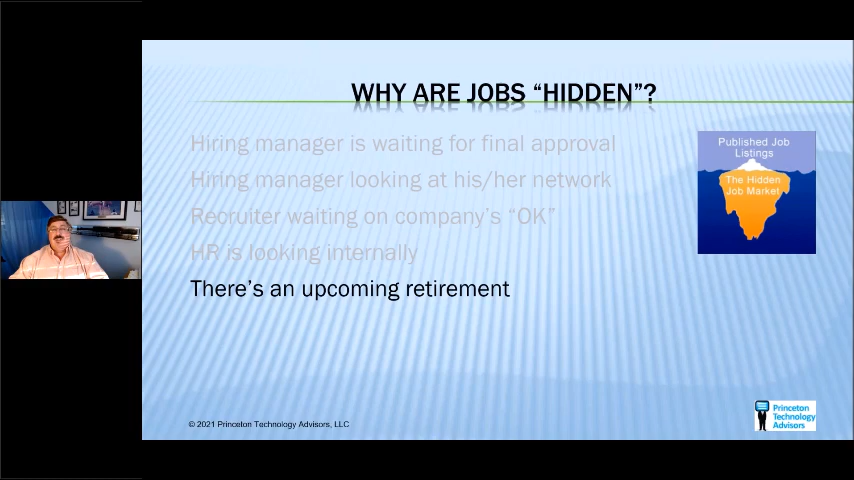 WHY ARE JOBS “HIDDEN”?
Hiring manager is waiting for final approval
Hiring manager looking at his/her network
Recruiter waiting on company’s “OK”
HR is looking internally
There’s an upcoming retirement
Published Job
Listings
The Hidden
Job Market
© 2021 Princeton Technology Advisors, LLC
Princeton
Technology
Advisors